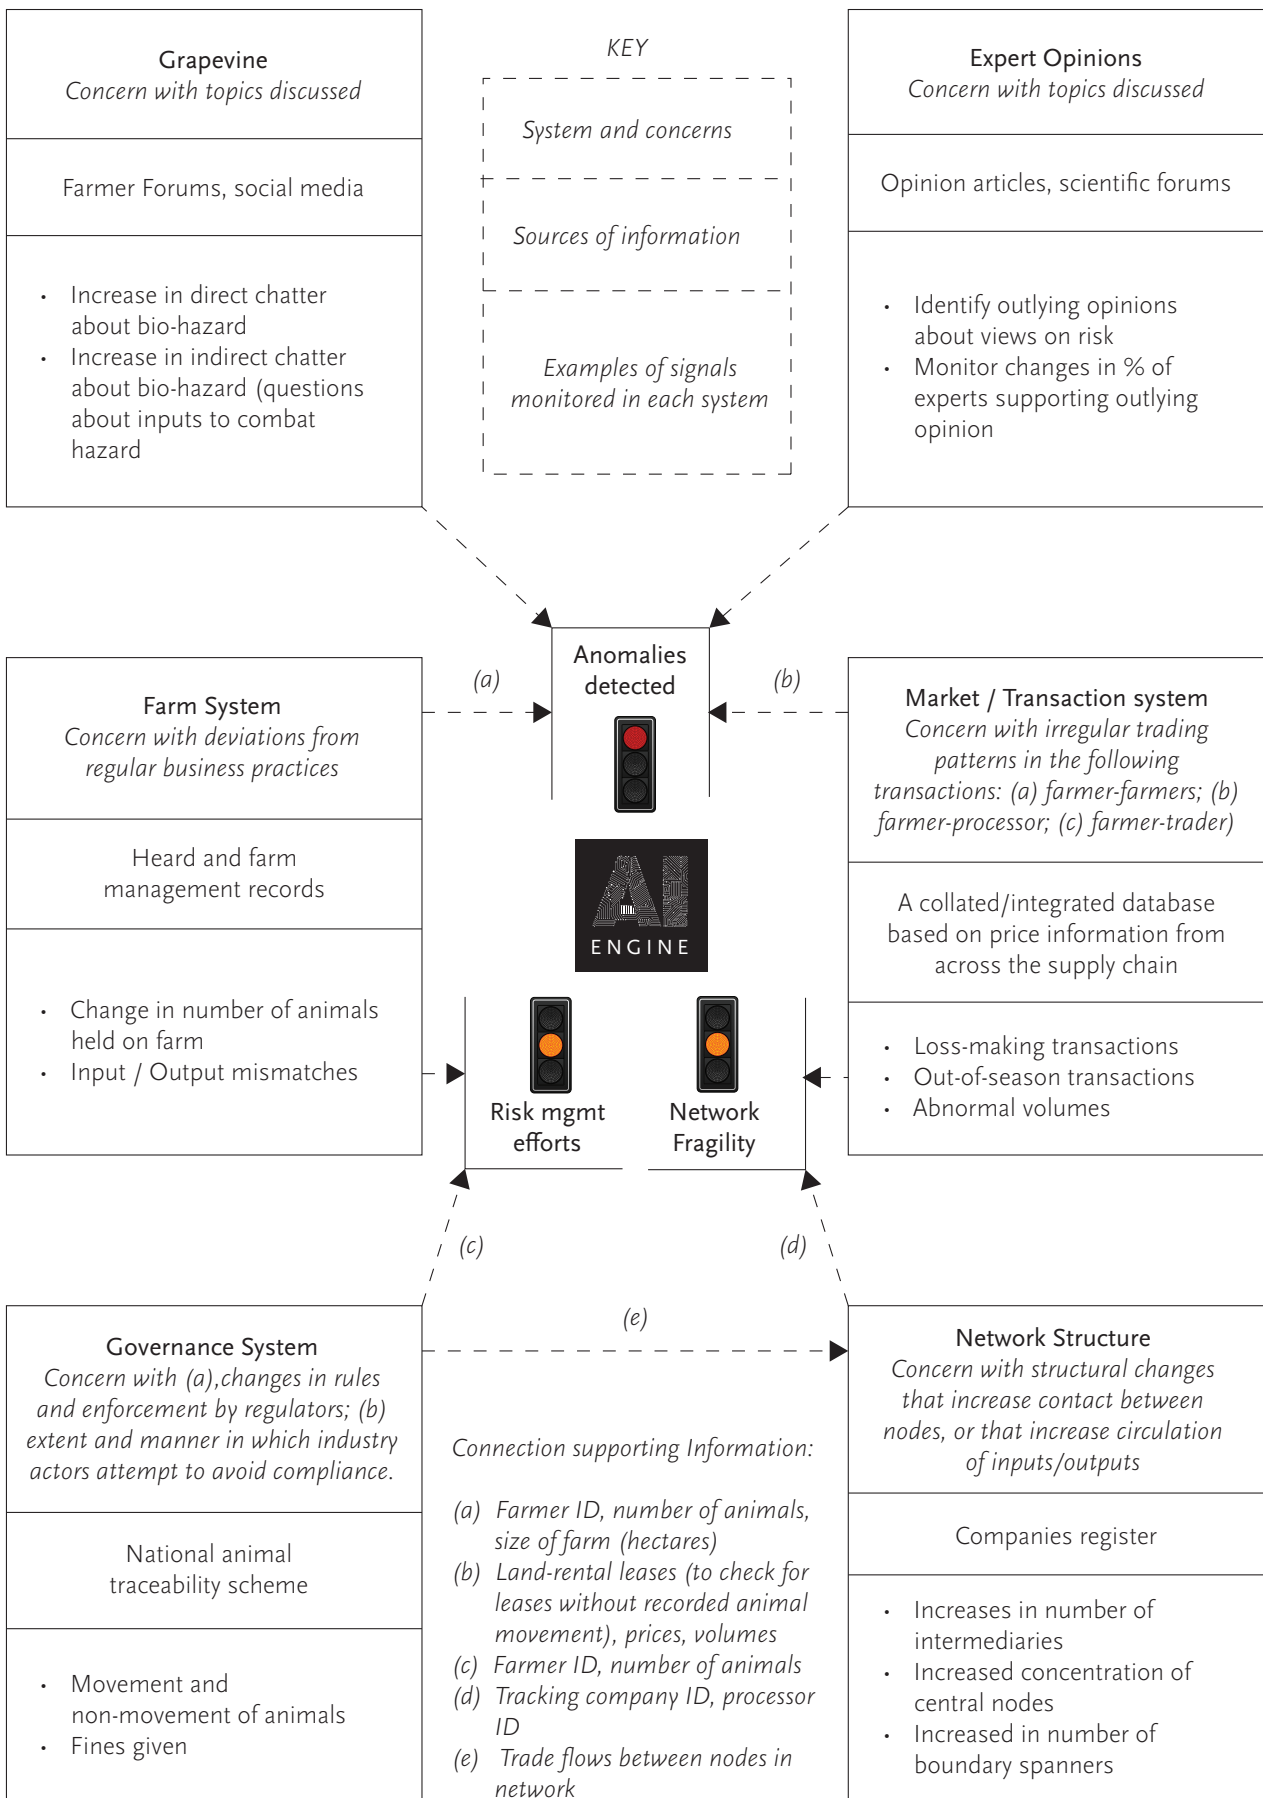 Grapevine
Concern with topics discussed
Farmer Forums, social media
• Increase in direct chatter
about bio-hazard
• Increase in indirect chatter
about bio-hazard (questions
about inputs to combat
hazard
KEY
System and concerns
Sources of information
Examples of signals
monitored in each system
Expert Opinions
Concern with topics discussed
Opinion articles, scientific forums
• Identify outlying opinions
about views on risk
• Monitor changes in % of
experts supporting outlying
opinion
Farm System
Concern with deviations from
regular business practices
Heard and farm
management records
• Change in number of animals
held on farm
• Input / Output mismatches
(a)
Anomalies
detected
(b)
AI
ENGINE
Risk mgmt
efforts
Network
Fragility
Market / Transaction system
Concern with irregular trading
patterns in the following
transactions: (a) farmer-farmers; (b)
farmer-processor; (c) farmer-trader)
A collated/integrated database
based on price information from
across the supply chain
• Loss-making transactions
• Out-of-season transactions
• Abnormal volumes
(c)
(d)
(e)
Governance System
Concern with (a),changes in rules
and enforcement by regulators; (b)
extent and manner in which industry
actors attempt to avoid compliance.
National animal
traceability scheme
• Movement and
non-movement of animals
• Fines given
Connection supporting Information:
(a) Farmer ID, number of animals,
size of farm (hectares)
(b) Land-rental leases (to check for
leases without recorded animal
movement), prices, volumes
(c) Farmer ID, number of animals
(d) Tracking company ID, processor
ID
(e) Trade flows between nodes in
network
Network Structure
Concern with structural changes
that increase contact between
nodes, or that increase circulation
of inputs/outputs
Companies register
• Increases in number of
intermediaries
• Increased concentration of
central nodes
• Increased in number of
boundary spanners